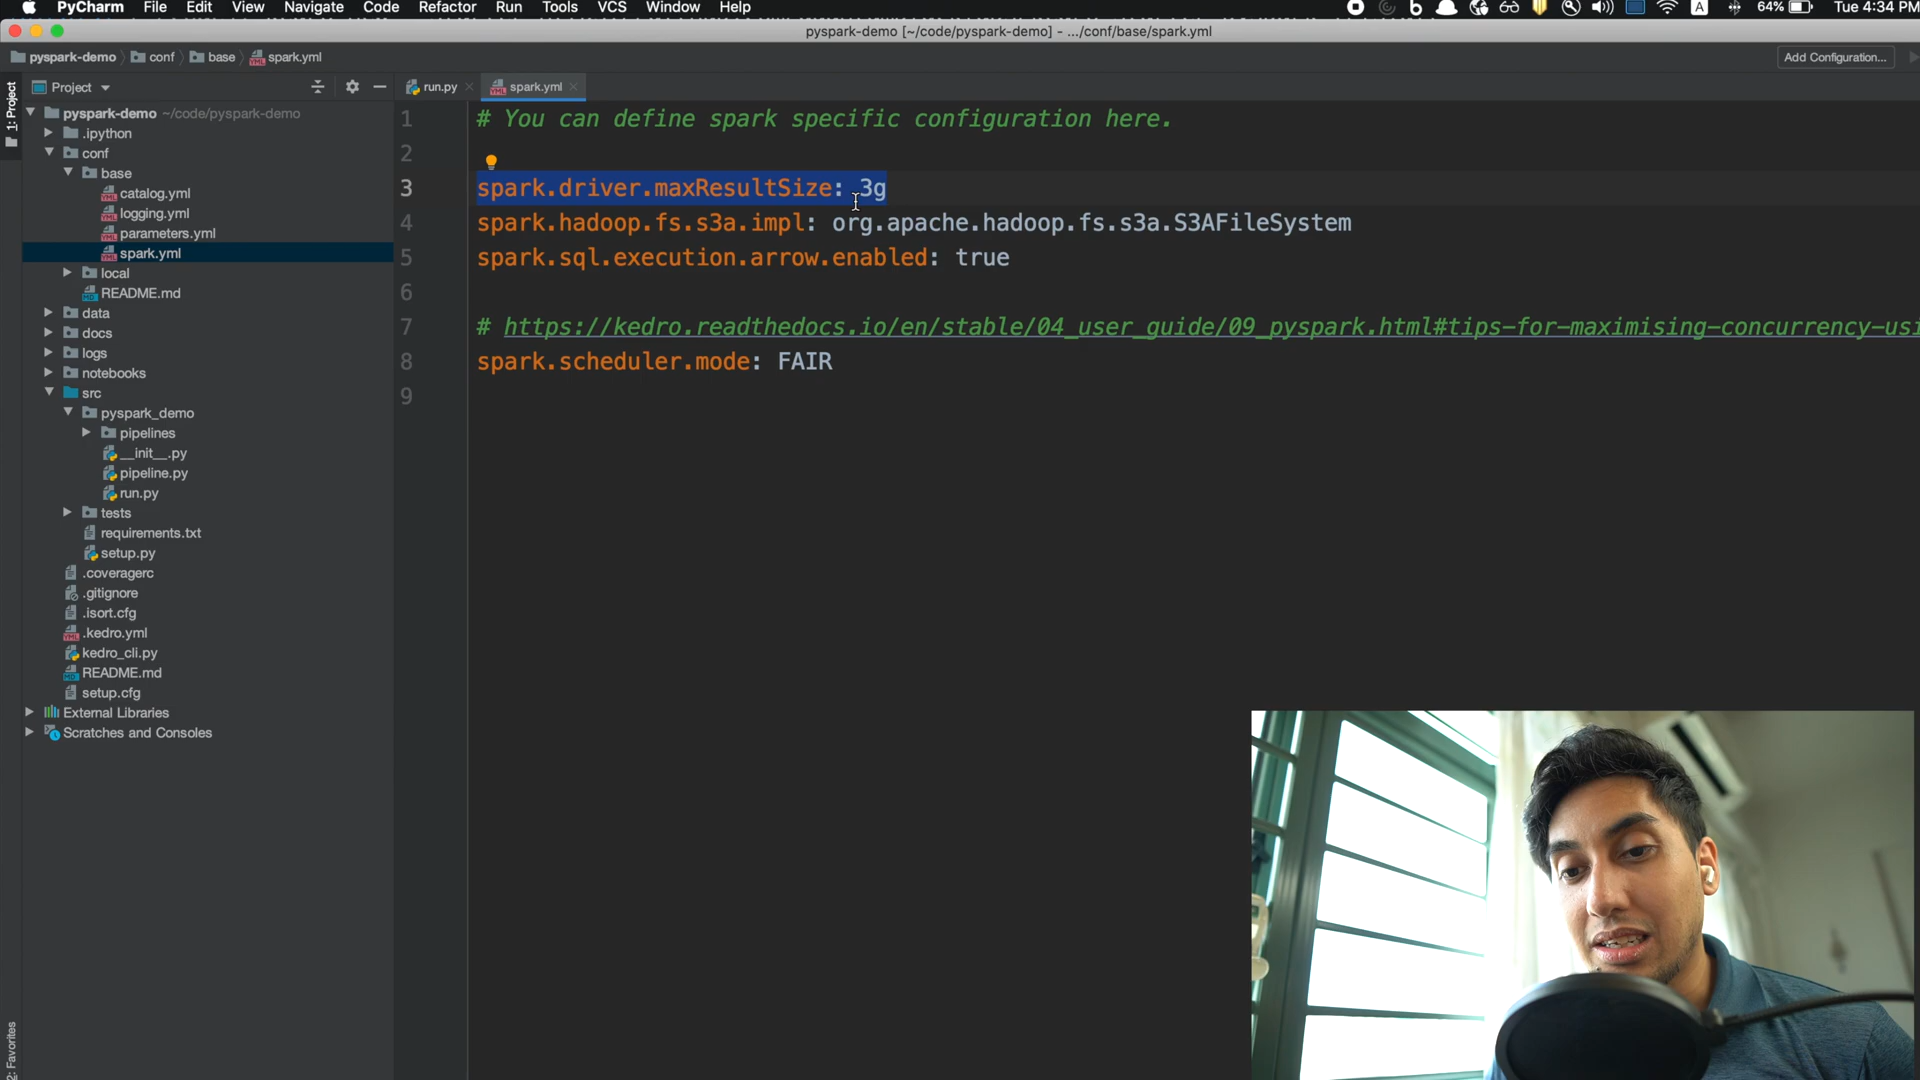 PyCharm File Edit View Navigate Code Refactor Run Tools VCS Window Help 64% Tue 4:34 PM
pyspark-demo [~/code/pyspark-demo] - .../conf/base/spark.yml
pyspark-demo conf base spark.yml Add Configuration...
1: Project
Project
run.py
spark.yml
pyspark-demo ~/code/pyspark-demo
.ipython
conf
base
catalog.yml
logging.yml
parameters.yml
spark.yml
local
README.md
data
docs
logs
notebooks
src
pyspark_demo
pipelines
__init__.py
pipeline.py
run.py
tests
requirements.txt
setup.py
.coveragerc
.gitignore
.isort.cfg
.kedro.yml
kedro_cli.py
README.md
setup.cfg
External Libraries
Scratches and Consoles
2: Favorites
1 # You can define spark specific configuration here.
2
3 spark.driver.maxResultSize: 3g
4 spark.hadoop.fs.s3a.impl: org.apache.hadoop.fs.s3a.S3AFileSystem
5 spark.sql.execution.arrow.enabled: true
6
7 # https://kedro.readthedocs.io/en/stable/04_user_guide/09_pyspark.html#tips-for-maximising-concurrency-usi
8 spark.scheduler.mode: FAIR
9